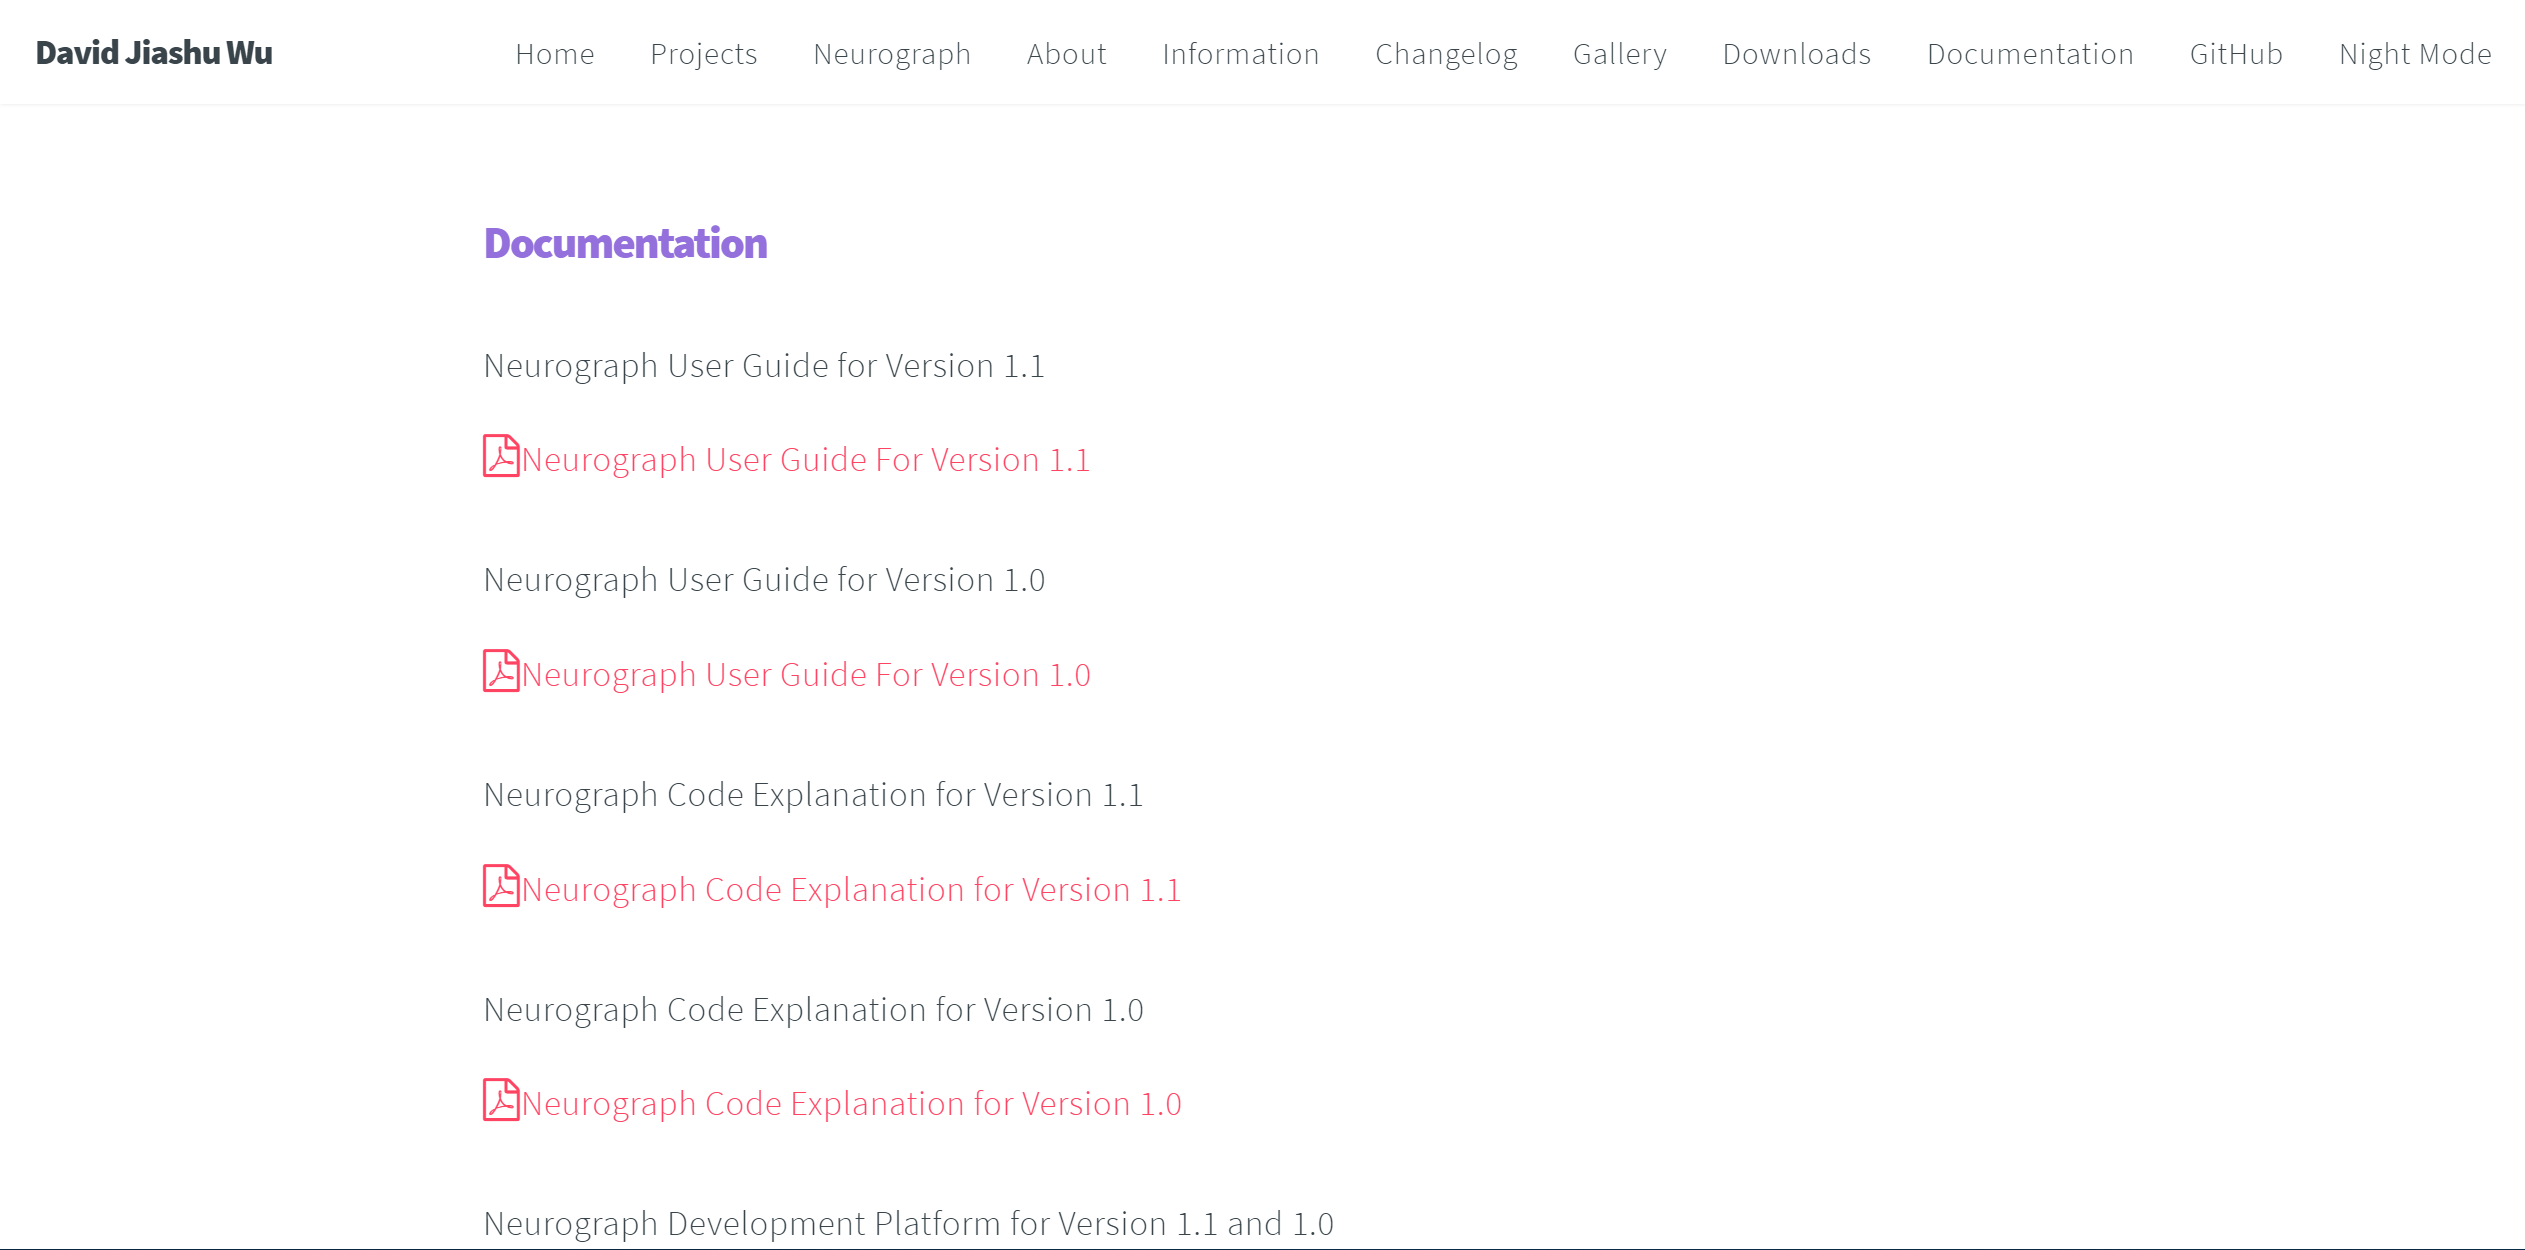 David Jiashu Wu Home Projects Neurograph About Information Changelog Gallery Downloads Documentation GitHub Night Mode
Documentation
Neurograph User Guide for Version 1.1
Neurograph User Guide For Version 1.1
Neurograph User Guide for Version 1.0
Neurograph User Guide For Version 1.0
Neurograph Code Explanation for Version 1.1
Neurograph Code Explanation for Version 1.1
Neurograph Code Explanation for Version 1.0
Neurograph Code Explanation for Version 1.0
Neurograph Development Platform for Version 1.1 and 1.0